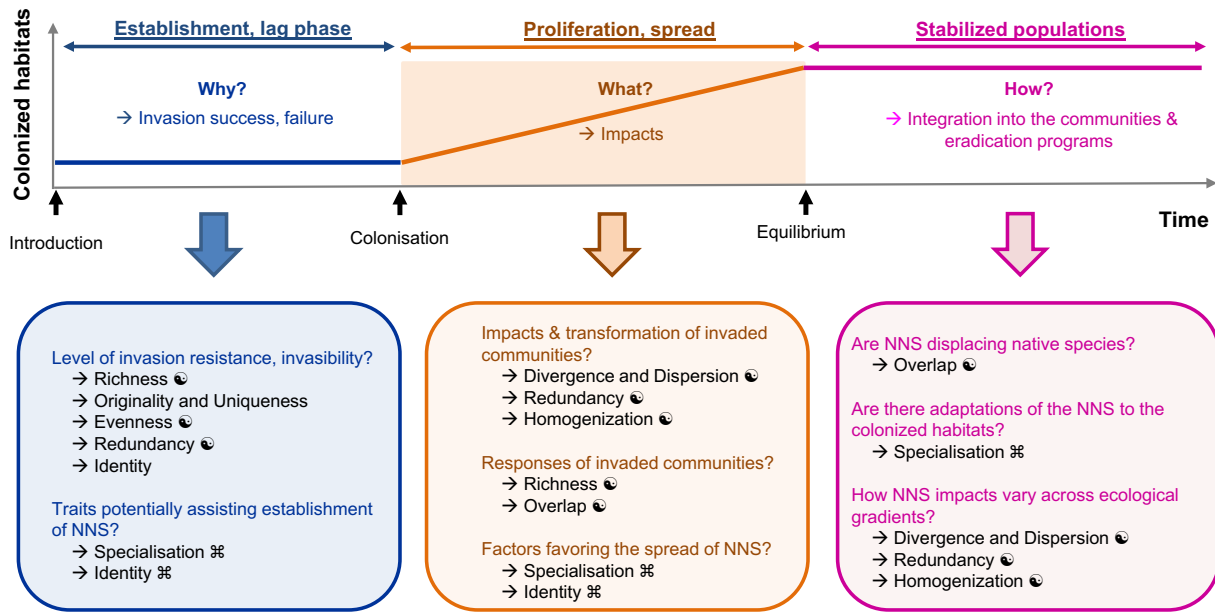 Establishment, lag phase
Proliferation, spread
Stabilized populations
Colonized habitats
Why?
→ Invasion success, failure
What?
→ Impacts
How?
→ Integration into the communities &
eradication programs
Introduction
Colonisation
Equilibrium
Time
Level of invasion resistance, invasibility?
→ Richness ☯
→ Originality and Uniqueness
→ Evenness ☯
→ Redundancy ☯
→ Identity
Traits potentially assisting establishment
of NNS?
→ Specialisation ⌘
→ Identity ⌘
Impacts & transformation of invaded
communities?
→ Divergence and Dispersion ☯
→ Redundancy ☯
→ Homogenization ☯
Responses of invaded communities?
→ Richness ☯
→ Overlap ☯
Factors favoring the spread of NNS?
→ Specialisation ⌘
→ Identity ⌘
Are NNS displacing native species?
→ Overlap ☯
Are there adaptations of the NNS to the
colonized habitats?
→ Specialisation ⌘
How NNS impacts vary across ecological
gradients?
→ Divergence and Dispersion ☯
→ Redundancy ☯
→ Homogenization ☯